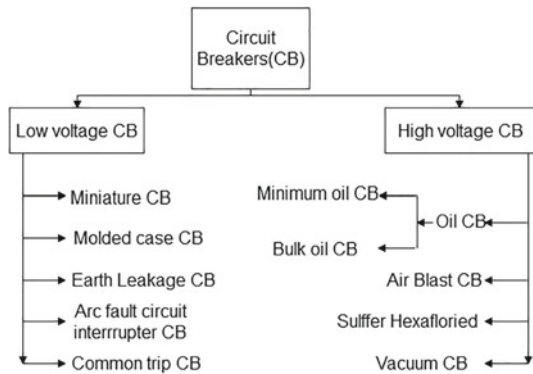 Circuit
Breakers(CB)
Low voltage CB
High voltage CB
Miniature CB
Molded case CB
Earth Leakage CB
Arc fault circuit
interrrupter CB
Common trip CB
Minimum oil CB
Oil CB
Bulk oil CB
Air Blast CB
Sulffer Hexafloried
Vacuum CB